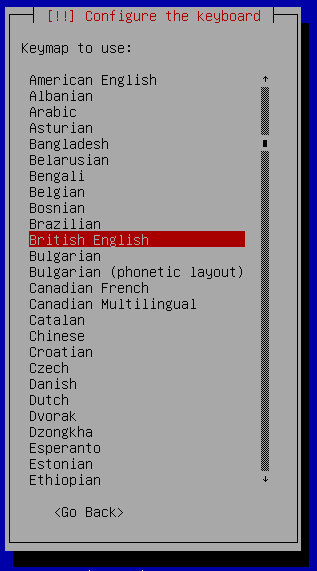 [!!] Configure the keyboard
Keymap to use:
American English
Albanian
Arabic
Asturian
Bangladesh
Belarusian
Bengali
Belgian
Bosnian
Brazilian
British English
Bulgarian
Bulgarian (phonetic layout)
Canadian French
Canadian Multilingual
Catalan
Chinese
Croatian
Czech
Danish
Dutch
Dvorak
Dzongkha
Esperanto
Estonian
Ethiopian
<Go Back>